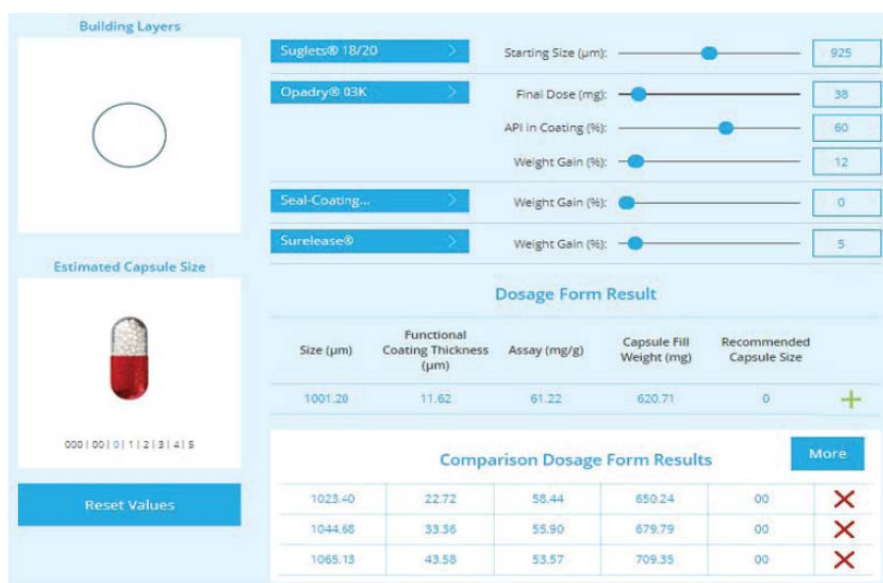 Building Layers
Suglets® 18/20
Starting Size (µm):
925
Opadry® 03K
Final Dose (mg):
38
API in Coating (%):
60
Weight Gain (%):
12
Seal-Coating...
Weight Gain (%):
0
Surelease®
Weight Gain (%):
5
Estimated Capsule Size
000 | 00 | 0 | 1 | 2 | 3 | 4 | 5
Reset Values
Dosage Form Result
Size (µm) Functional Coating Thickness (µm) Assay (mg/g) Capsule Fill Weight (mg) Recommended Capsule Size
1001.20 11.62 61.22 620.71 0
Comparison Dosage Form Results
More
1023.40 22.72 58.44 650.24 00
1044.68 33.36 55.90 679.79 00
1065.13 43.58 53.57 709.35 00